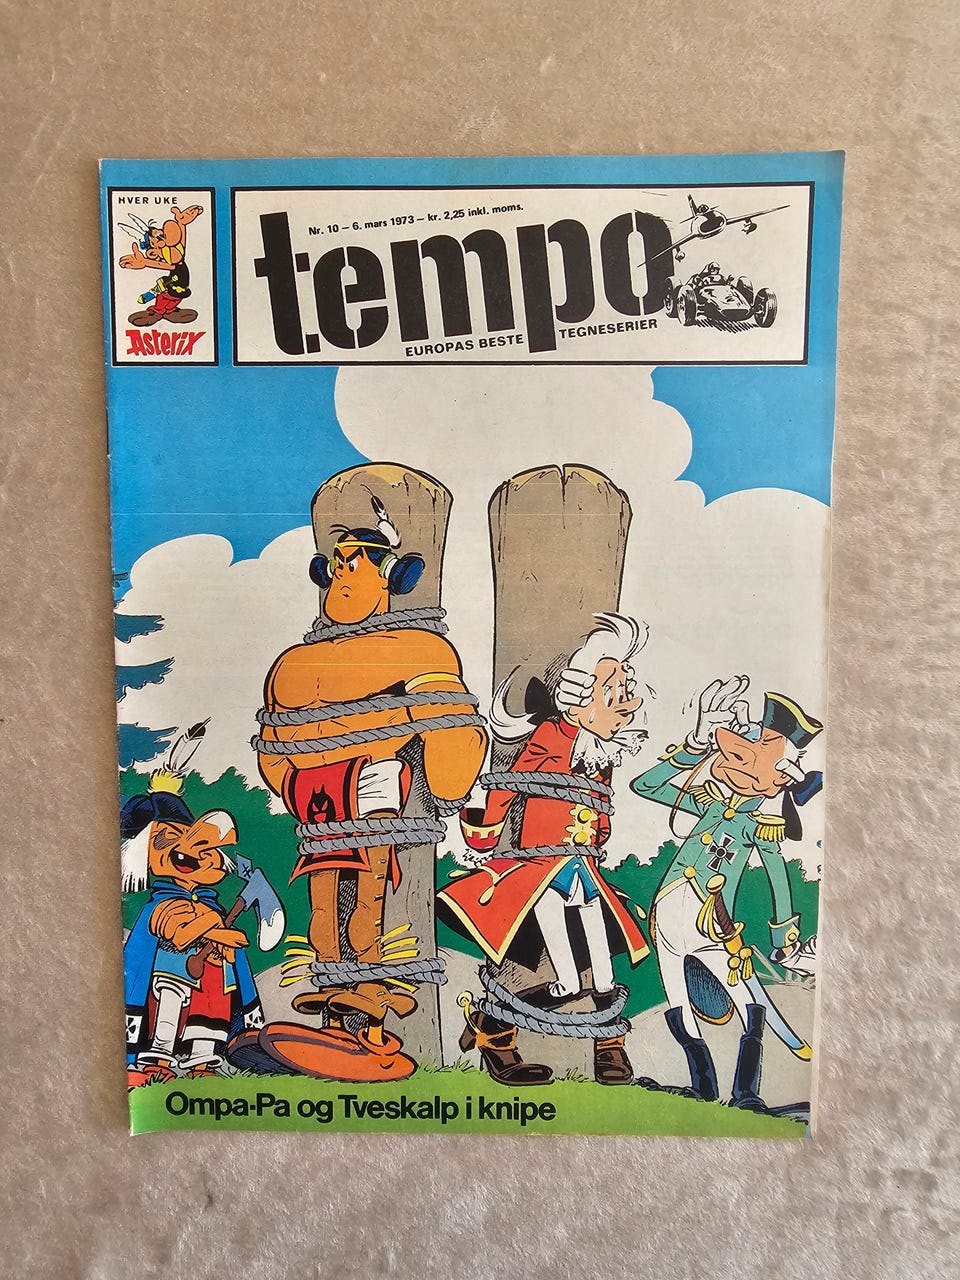 HVER UKE
Asterix
Nr. 10 – 6. mars 1973 – kr. 2,25 inkl. moms.
tempo
EUROPAS BESTE TEGNESERIER
Ompa-Pa og Tveskalp i knipe